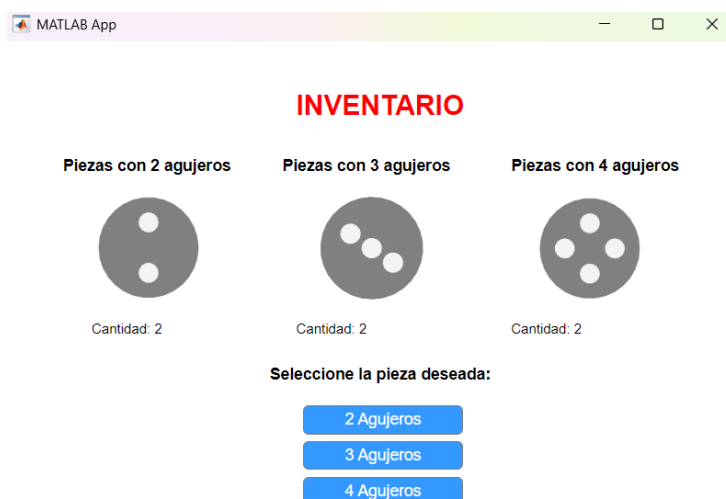 MATLAB App
INVENTARIO
Piezas con 2 agujeros Piezas con 3 agujeros Piezas con 4 agujeros
Cantidad: 2 Cantidad: 2 Cantidad: 2
Seleccione la pieza deseada:
2 Agujeros
3 Agujeros
4 Agujeros